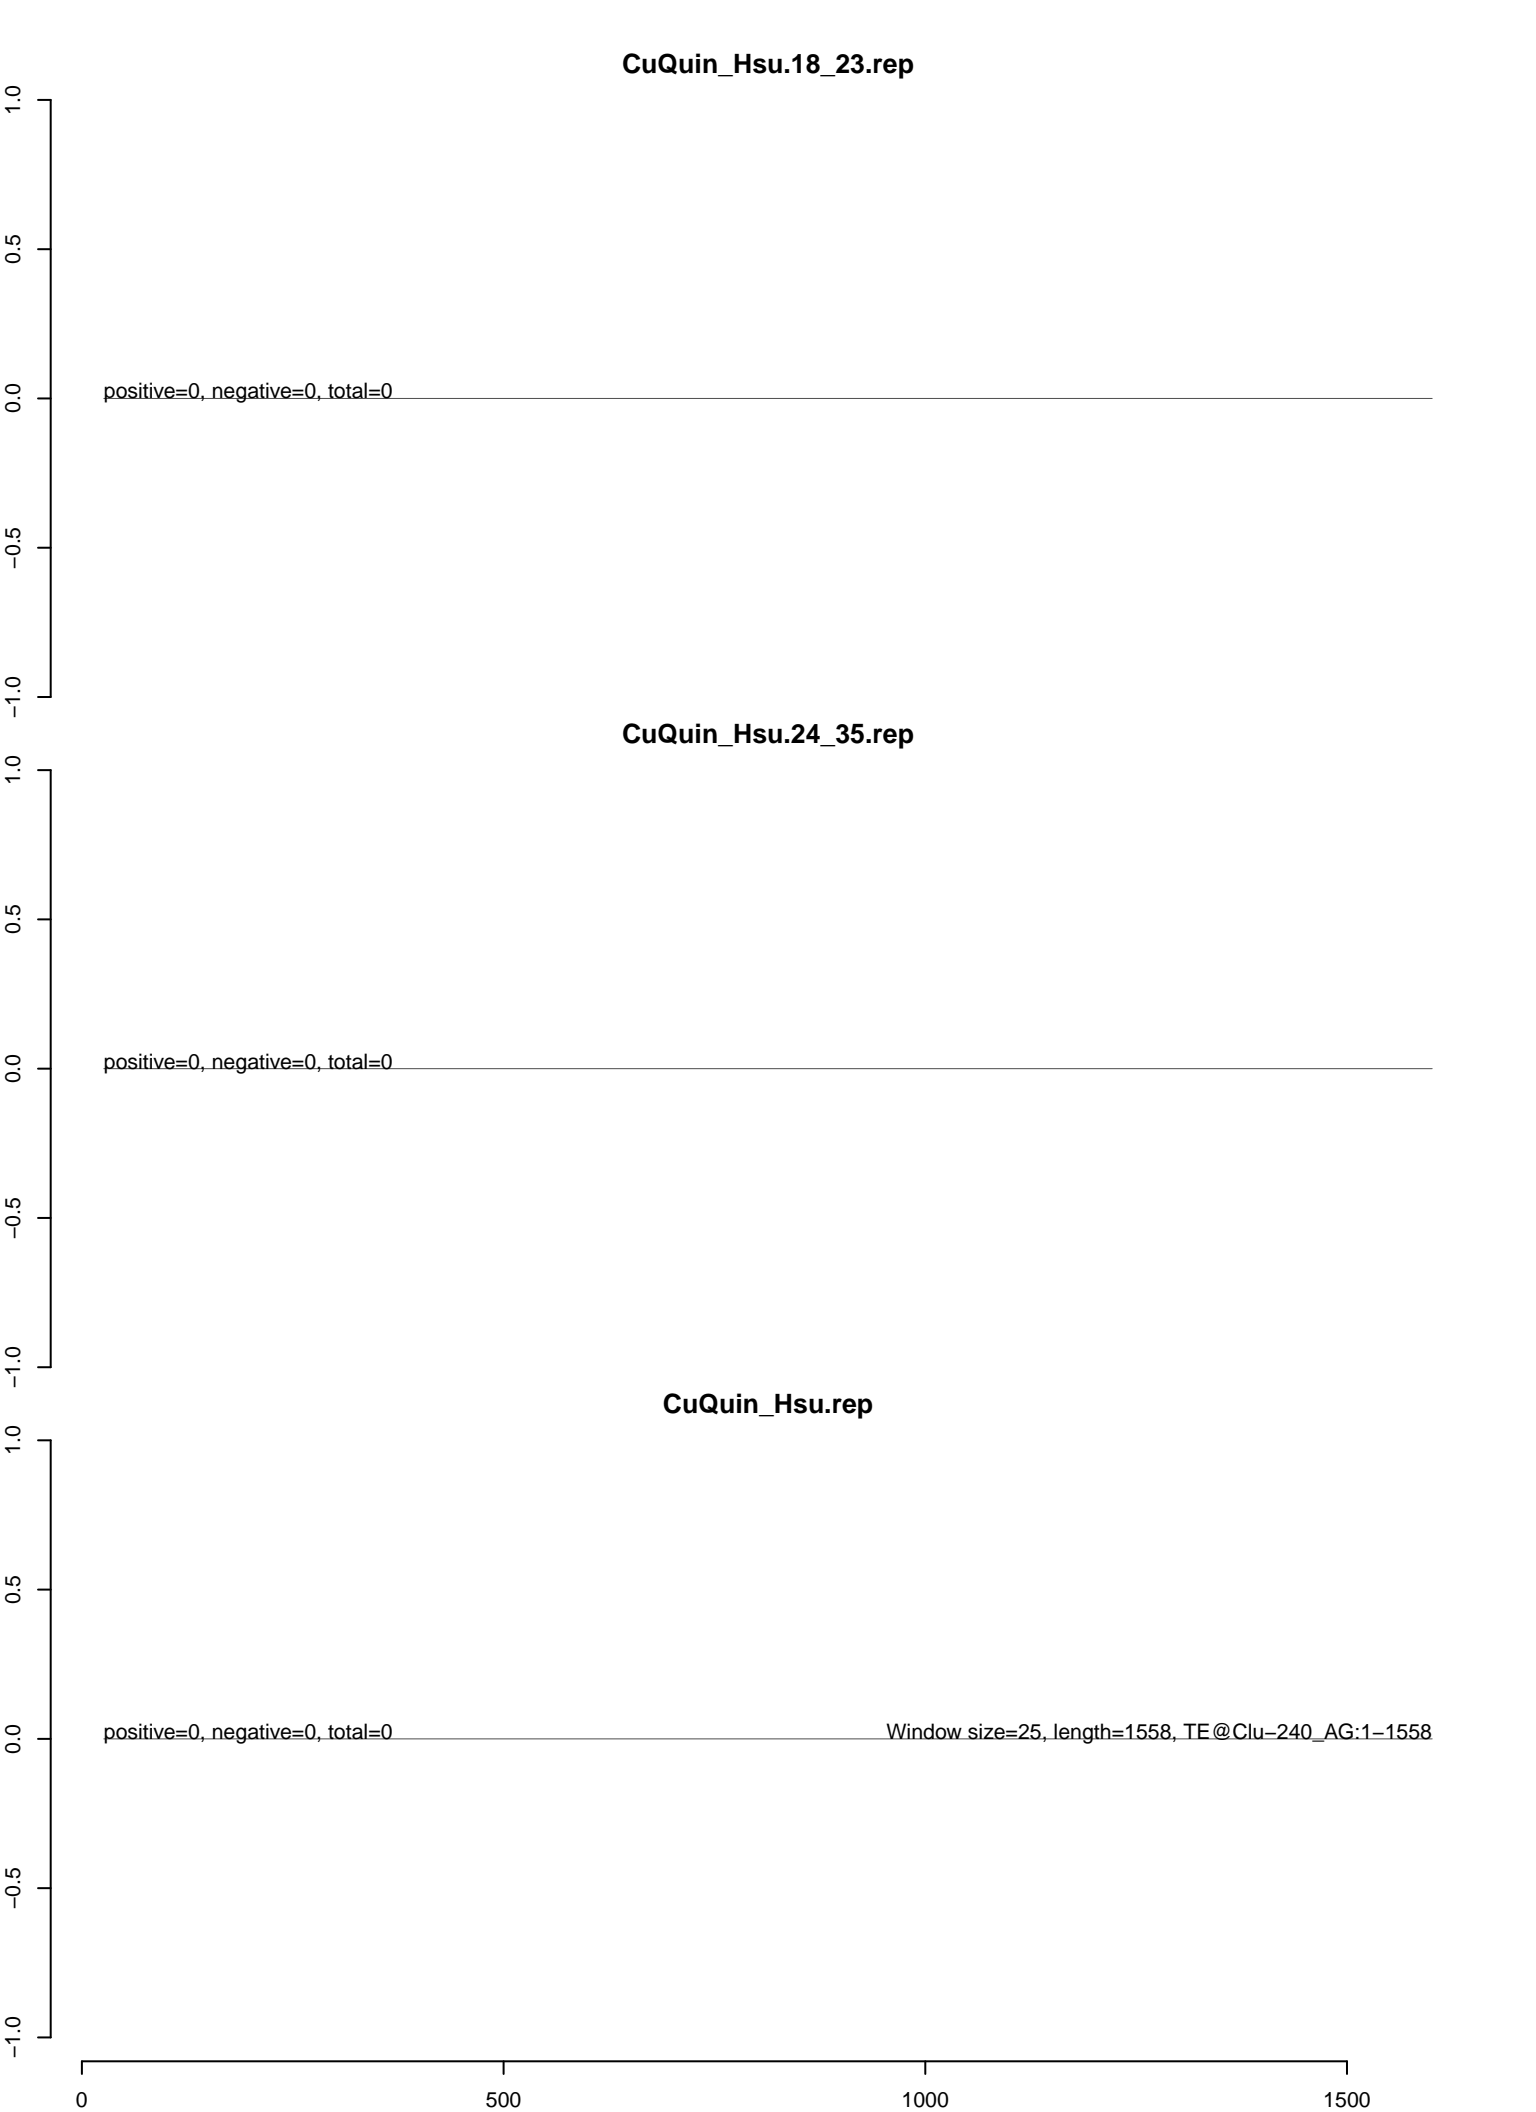 CuQuin_Hsu.18_23.rep
1.0
0.5
0.0
−0.5
−1.0
positive=0, negative=0, total=0
CuQuin_Hsu.24_35.rep
1.0
0.5
0.0
−0.5
−1.0
positive=0, negative=0, total=0
CuQuin_Hsu.rep
1.0
0.5
0.0
−0.5
−1.0
positive=0, negative=0, total=0
Window size=25, length=1558, TE@Clu−240_AG:1−1558
0 500 1000 1500